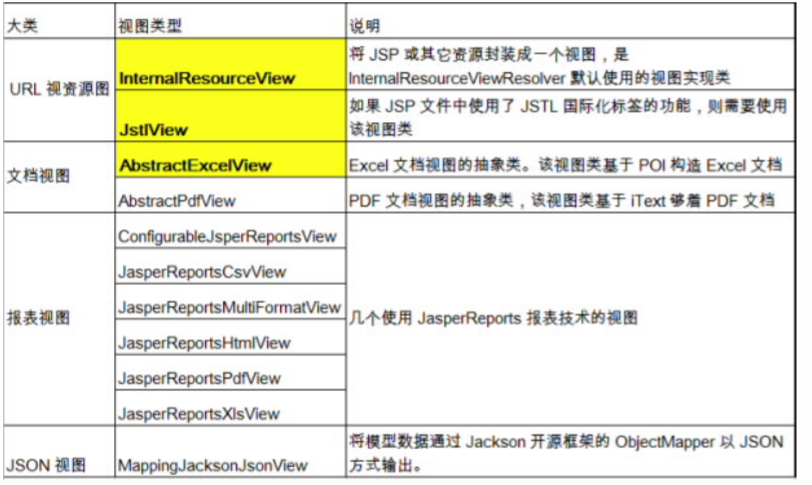 大类 视图类型 说明
URL 视资源图 InternalResourceView 将 JSP 或其它资源封装成一个视图，是
InternalResourceViewResolver 默认使用的视图实现类
JstlView 如果 JSP 文件中使用了 JSTL 国际化标签的功能，则需要使用
该视图类
文档视图 AbstractExcelView Excel 文档视图的抽象类。该视图类基于 POI 构造 Excel 文档
AbstractPdfView PDF 文档视图的抽象类，该视图类基于 iText 够着 PDF 文档
报表视图 ConfigurableJsperReportsView
JasperReportsCsvView
JasperReportsMultiFormatView 几个使用 JasperReports 报表技术的视图
JasperReportsHtmlView
JasperReportsPdfView
JasperReportsXlsView
JSON 视图 MappingJacksonJsonView 将模型数据通过 Jackson 开源框架的 ObjectMapper 以 JSON
方式输出。